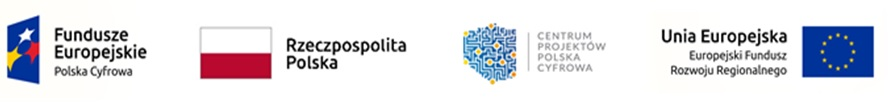 Fundusze
Europejskie
Polska Cyfrowa
Rzeczpospolita
Polska
CENTRUM
PROJEKTÓW
POLSKA
CYFROWA
Unia Europejska
Europejski Fundusz
Rozwoju Regionalnego